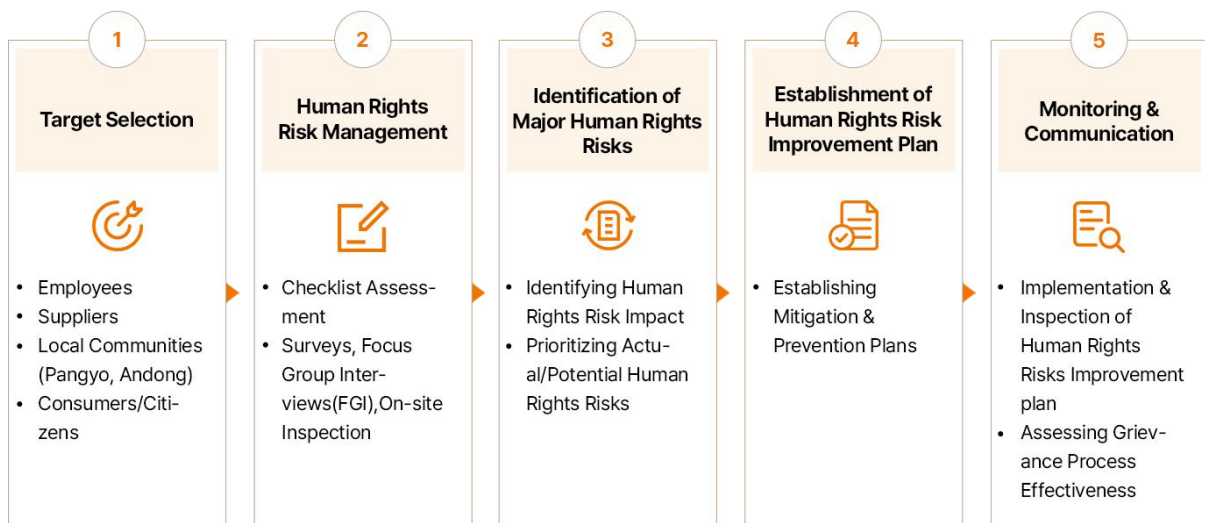 1
Target Selection
• Employees
• Suppliers
• Local Communities
(Pangyo, Andong)
• Consumers/Citi-
zens
2
Human Rights
Risk Management
• Checklist Assess-
ment
• Surveys, Focus
Group Inter-
views(FGI),On-site
Inspection
3
Identification of
Major Human Rights
Risks
• Identifying Human
Rights Risk Impact
• Prioritizing Actu-
al/Potential Human
Rights Risks
4
Establishment of
Human Rights Risk
Improvement Plan
• Establishing
Mitigation &
Prevention Plans
5
Monitoring &
Communication
• Implementation &
Inspection of
Human Rights
Risks Improvement
plan
• Assessing Griev-
ance Process
Effectiveness